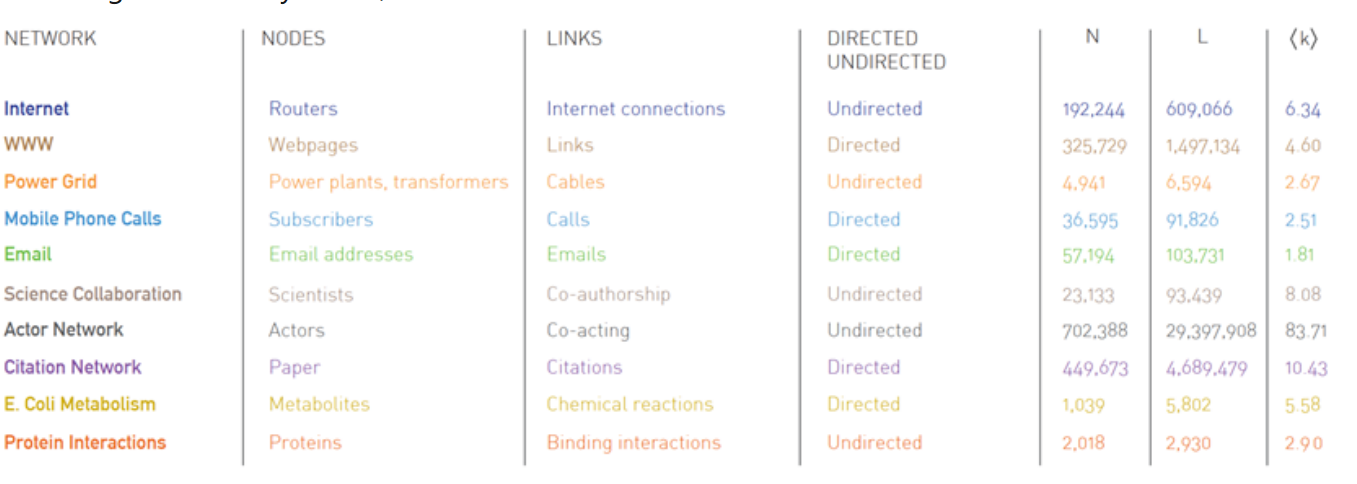 NETWORK NODES LINKS DIRECTED UNDIRECTED N L ⟨k⟩
Internet Routers Internet connections Undirected 192,244 609,066 6.34
WWW Webpages Links Directed 325,729 1,497,134 4.60
Power Grid Power plants, transformers Cables Undirected 4,941 6,594 2.67
Mobile Phone Calls Subscribers Calls Directed 36,595 91,826 2.51
Email Email addresses Emails Directed 57,194 103,731 1.81
Science Collaboration Scientists Co-authorship Undirected 23,133 93,439 8.08
Actor Network Actors Co-acting Undirected 702,388 29,397,908 83.71
Citation Network Paper Citations Directed 449,673 4,689,479 10.43
E. Coli Metabolism Metabolites Chemical reactions Directed 1,039 5,802 5.58
Protein Interactions Proteins Binding interactions Undirected 2,018 2,930 2.90